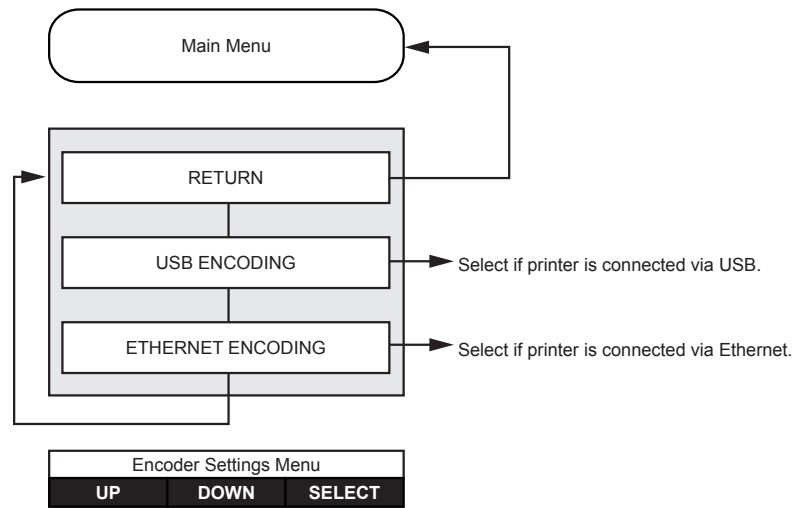 Main Menu
RETURN
USB ENCODING
Select if printer is connected via USB.
ETHERNET ENCODING
Select if printer is connected via Ethernet.
Encoder Settings Menu
UP DOWN SELECT